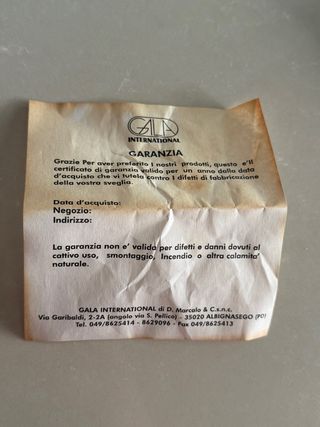 GALA
INTERNATIONAL
GARANZIA
Grazie Per aver preferito i nostri prodotti, questo e'il
certificato di garanzia valido per un anno dalla data
d'acquisto che vi tutela contro I difetti di fabbricazione
della vostra sveglia.
Data d'acquisto:
Negozio:
Indirizzo:
La garanzia non e' valida per difetti e danni dovuti al
cattivo uso, smontaggio, Incendio o altra calamita'
naturale.
GALA INTERNATIONAL di D. Marcalo & C.s.n.c.
Via Garibaldi, 2-2A (angolo via S. Pellico) - 35020 ALBIGNASEGO (PD)
Tel. 049/8625414 - 8629096 - Fax 049/8625413